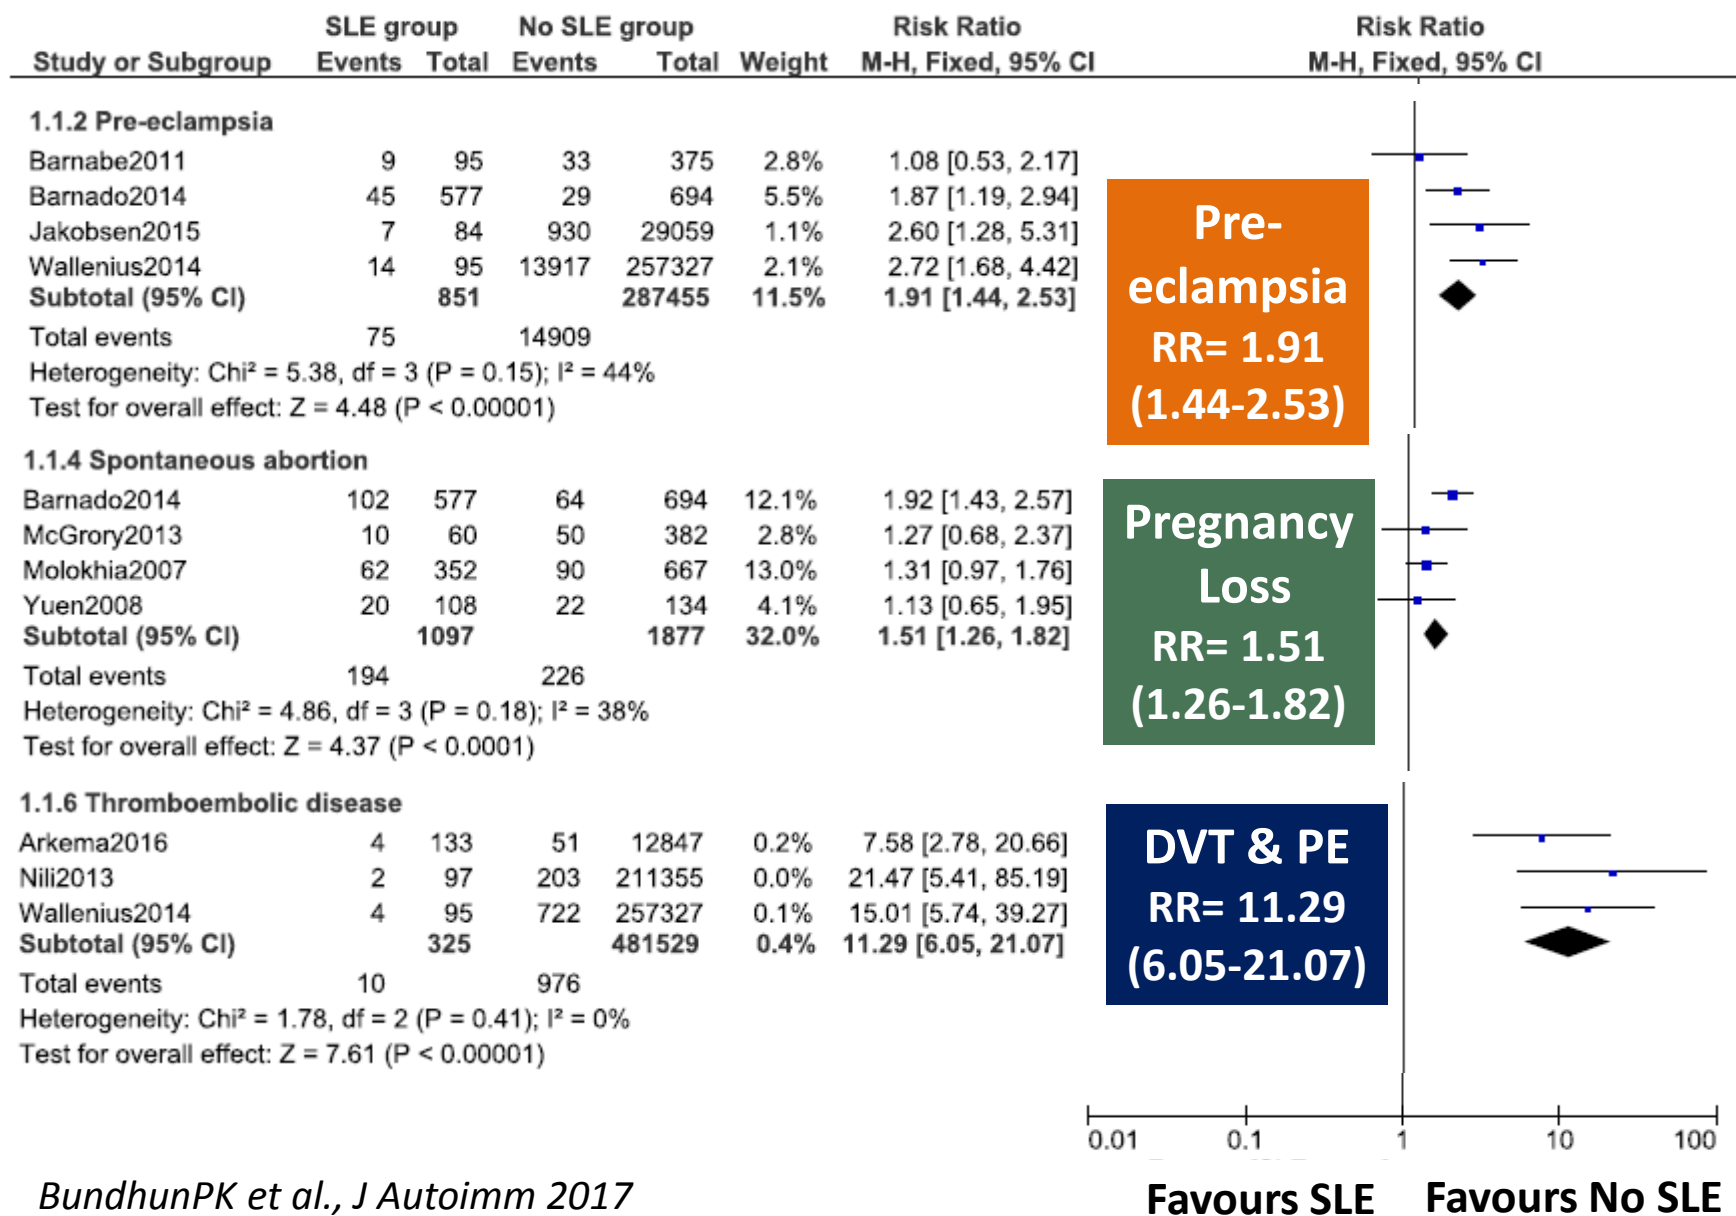 SLE group No SLE group Risk Ratio Risk Ratio
Study or Subgroup Events Total Events Total Weight M-H, Fixed, 95% CI M-H, Fixed, 95% CI
1.1.2 Pre-eclampsia
Barnabe2011 9 95 33 375 2.8% 1.08 [0.53, 2.17]
Barnado2014 45 577 29 694 5.5% 1.87 [1.19, 2.94]
Jakobsen2015 7 84 930 29059 1.1% 2.60 [1.28, 5.31]
Wallenius2014 14 95 13917 257327 2.1% 2.72 [1.68, 4.42]
Subtotal (95% CI) 851 287455 11.5% 1.91 [1.44, 2.53]
Total events 75 14909
Heterogeneity: Chi² = 5.38, df = 3 (P = 0.15); I² = 44%
Test for overall effect: Z = 4.48 (P < 0.00001)
Pre-
eclampsia
RR= 1.91
(1.44-2.53)
1.1.4 Spontaneous abortion
Barnado2014 102 577 64 694 12.1% 1.92 [1.43, 2.57]
McGrory2013 10 60 50 382 2.8% 1.27 [0.68, 2.37]
Molokhia2007 62 352 90 667 13.0% 1.31 [0.97, 1.76]
Yuen2008 20 108 22 134 4.1% 1.13 [0.65, 1.95]
Subtotal (95% CI) 1097 1877 32.0% 1.51 [1.26, 1.82]
Total events 194 226
Heterogeneity: Chi² = 4.86, df = 3 (P = 0.18); I² = 38%
Test for overall effect: Z = 4.37 (P < 0.0001)
Pregnancy
Loss
RR= 1.51
(1.26-1.82)
1.1.6 Thromboembolic disease
Arkema2016 4 133 51 12847 0.2% 7.58 [2.78, 20.66]
Nili2013 2 97 203 211355 0.0% 21.47 [5.41, 85.19]
Wallenius2014 4 95 722 257327 0.1% 15.01 [5.74, 39.27]
Subtotal (95% CI) 325 481529 0.4% 11.29 [6.05, 21.07]
Total events 10 976
Heterogeneity: Chi² = 1.78, df = 2 (P = 0.41); I² = 0%
Test for overall effect: Z = 7.61 (P < 0.00001)
DVT & PE
RR= 11.29
(6.05-21.07)
0.01 0.1 1 10 100
BundhunPK et al., J Autoimm 2017
Favours SLE Favours No SLE